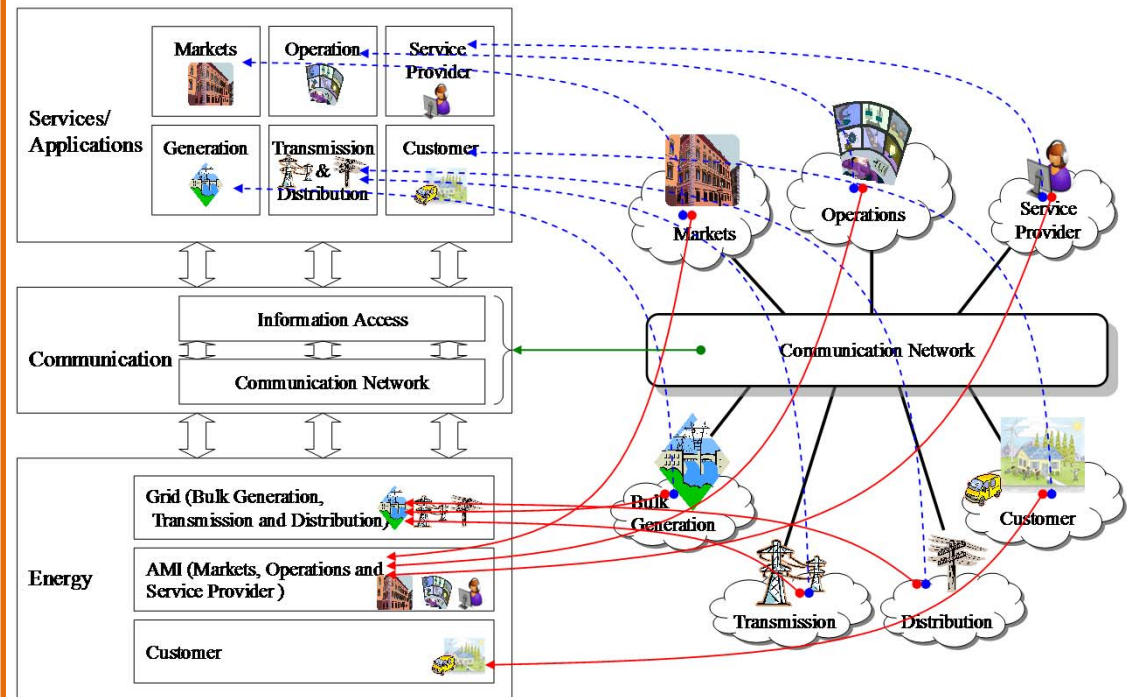 Markets
Operation
Service
Provider
Services/
Applications
Generation
Transmission
&
Distribution
Customer
Information Access
Communication
Communication Network
Grid (Bulk Generation,
Transmission and Distribution)
Energy
AMI (Markets, Operations and
Service Provider )
Customer
Markets
Operations
Service
Provider
Communication Network
Bulk
Generation
Customer
Transmission
Distribution